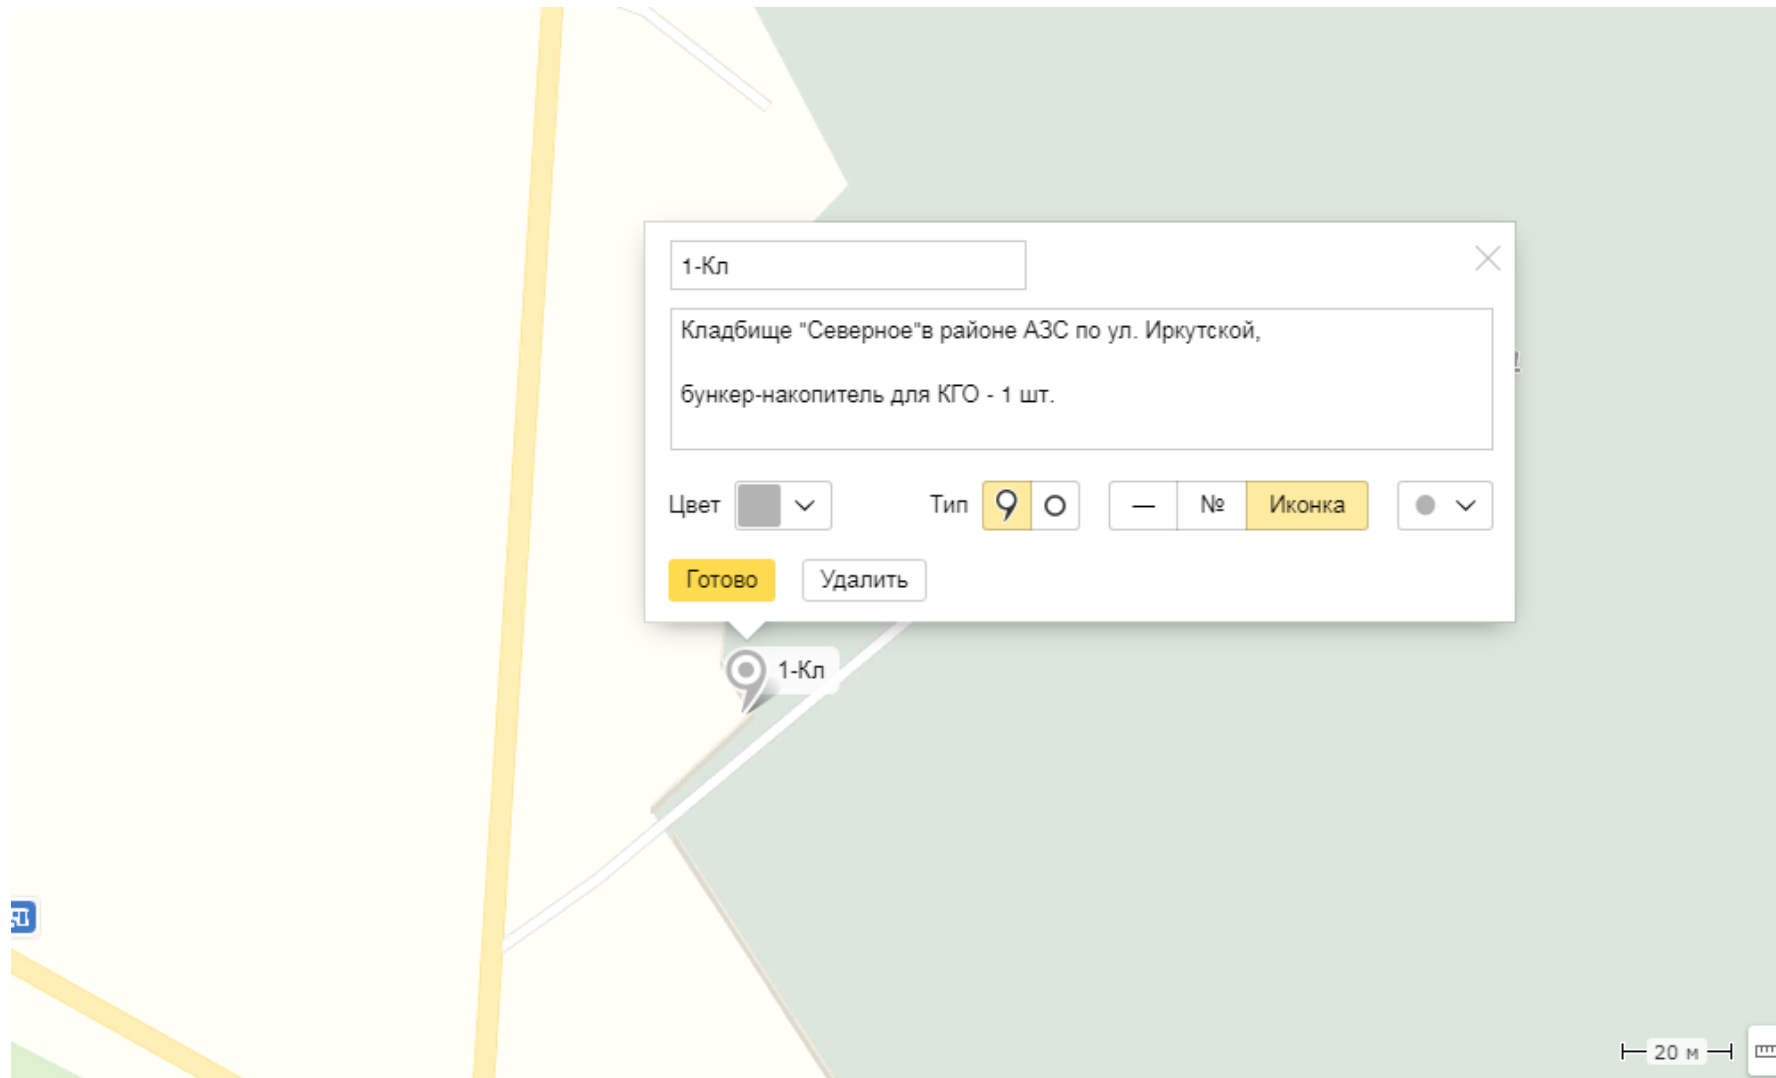 1-Кл
Кладбище "Северное"в районе АЗС по ул. Иркутской,
бункер-накопитель для КГО - 1 шт.
Цвет
Тип
№
Иконка
Готово
Удалить
1-Кл
20 м